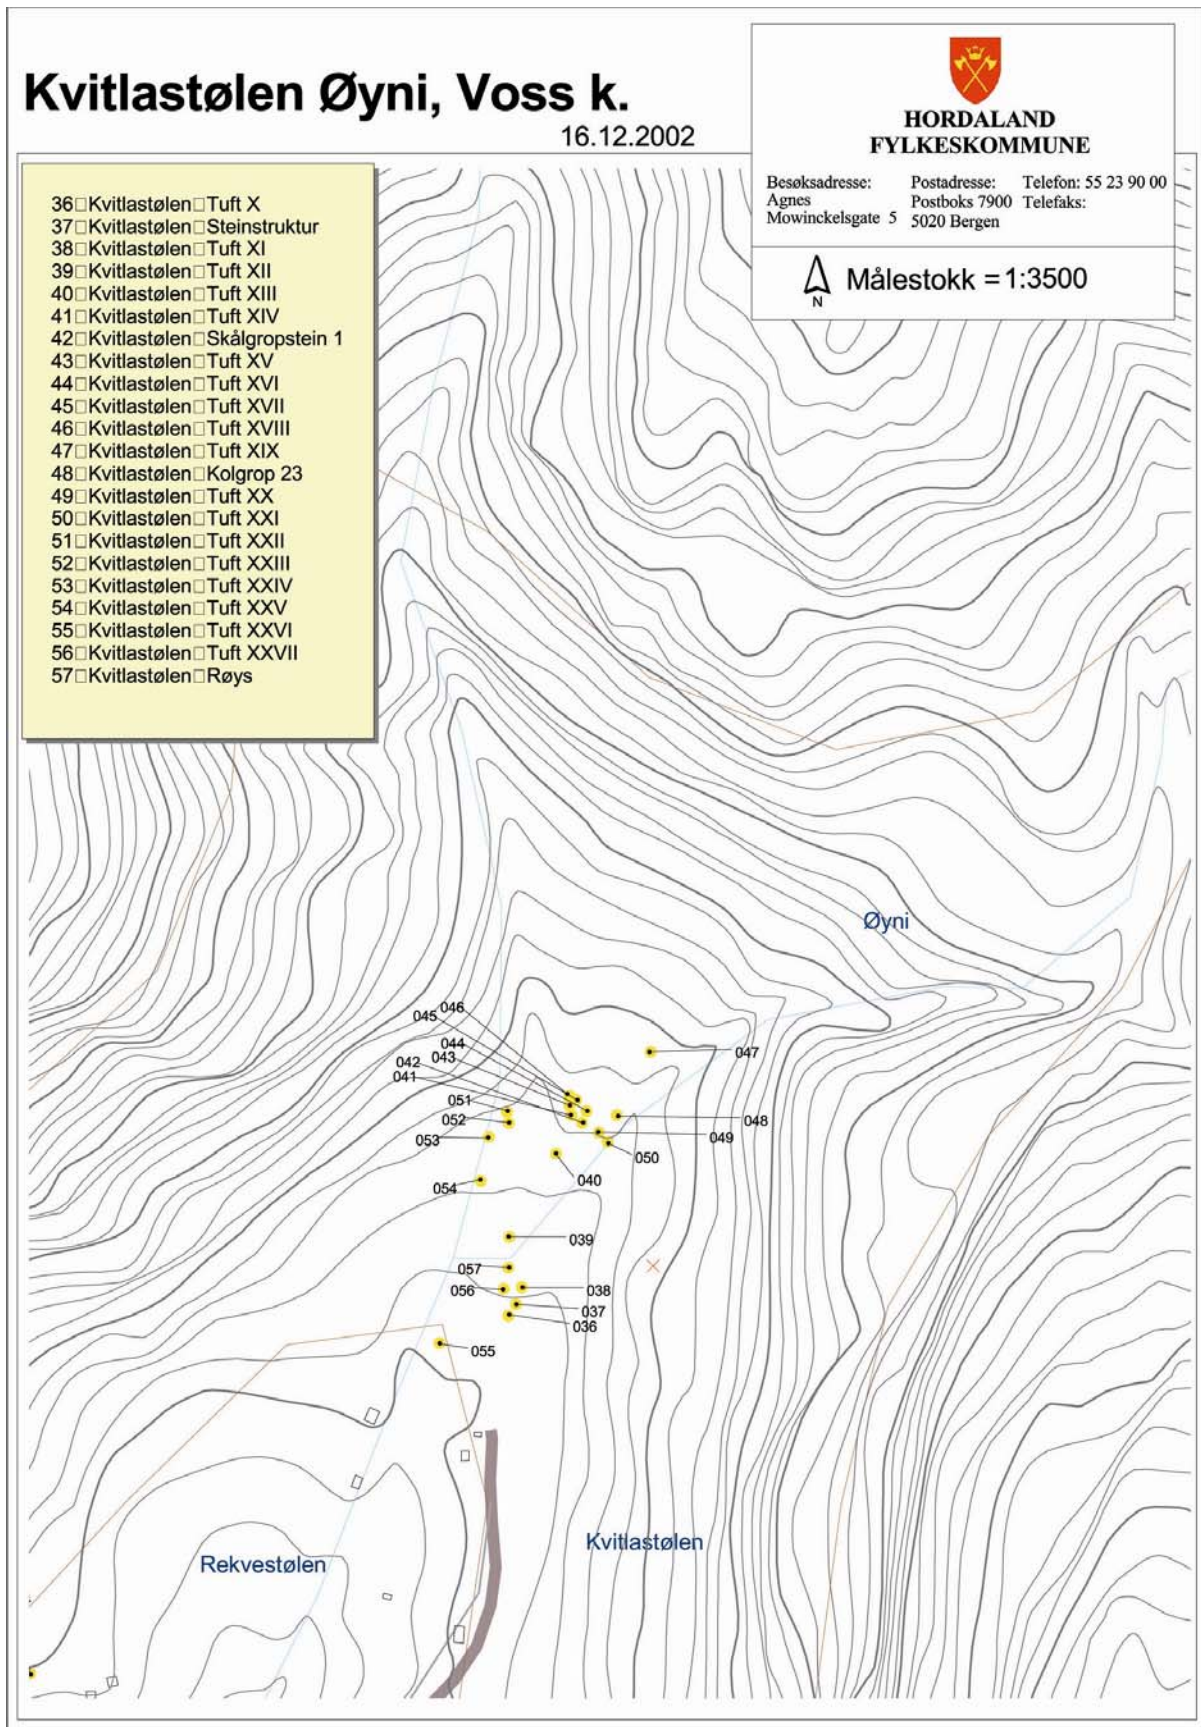 Kvitlastølen Øyni, Voss k.
16.12.2002
HORDALAND
FYLKESKOMMUNE
Besøksadresse:
Agnes
Mowinckelsgate 5
Postadresse:
Postboks 7900
5020 Bergen
Telefon: 55 23 90 00
Telefaks:
N
Målestokk = 1:3500
36□Kvitlastølen□Tuft X
37□Kvitlastølen□Steinstruktur
38□Kvitlastølen□Tuft XI
39□Kvitlastølen□Tuft XII
40□Kvitlastølen□Tuft XIII
41□Kvitlastølen□Tuft XIV
42□Kvitlastølen□Skålgropstein 1
43□Kvitlastølen□Tuft XV
44□Kvitlastølen□Tuft XVI
45□Kvitlastølen□Tuft XVII
46□Kvitlastølen□Tuft XVIII
47□Kvitlastølen□Tuft XIX
48□Kvitlastølen□Kolgrop 23
49□Kvitlastølen□Tuft XX
50□Kvitlastølen□Tuft XXI
51□Kvitlastølen□Tuft XXII
52□Kvitlastølen□Tuft XXIII
53□Kvitlastølen□Tuft XXIV
54□Kvitlastølen□Tuft XXV
55□Kvitlastølen□Tuft XXVI
56□Kvitlastølen□Tuft XXVII
57□Kvitlastølen□Røys
Øyni
046
045
044
043
042
041
047
051
052
048
053
049
050
040
054
039
057
056
038
037
036
055
Kvitlastølen
Rekvestølen